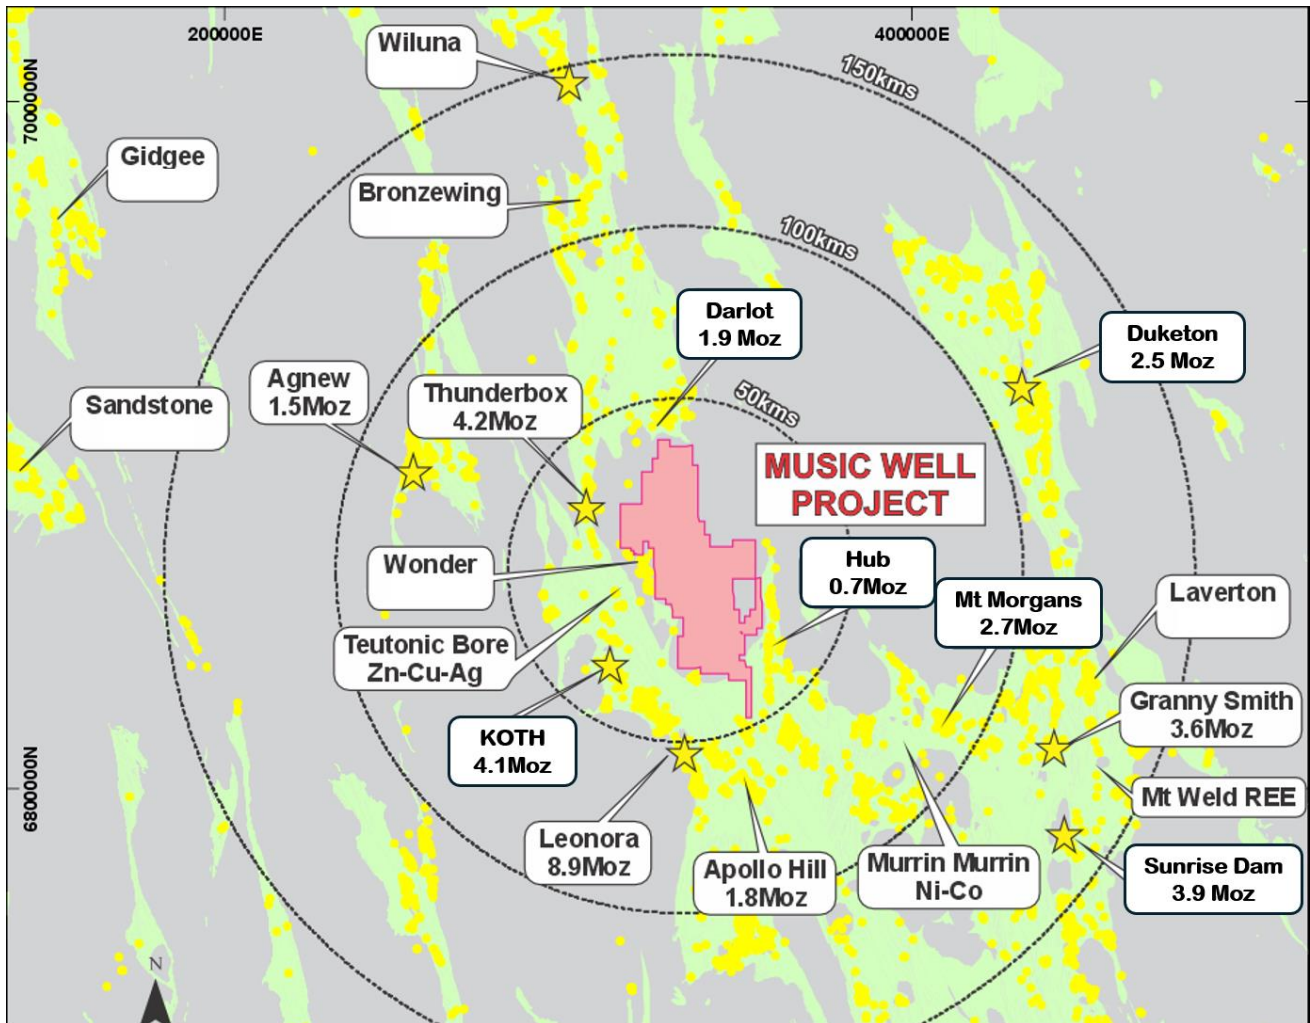 200000E
400000E
7000000N
6800000N
150kms
100kms
50kms
Wiluna
Gidgee
Bronzewing
Darlot
1.9 Moz
Duketon
2.5 Moz
Agnew
1.5Moz
Thunderbox
4.2Moz
Sandstone
MUSIC WELL
PROJECT
Wonder
Hub
0.7Moz
Mt Morgans
2.7Moz
Laverton
Teutonic Bore
Zn-Cu-Ag
Granny Smith
3.6Moz
KOTH
4.1Moz
Mt Weld REE
Leonora
8.9Moz
Apollo Hill
1.8Moz
Murrin Murrin
Ni-Co
Sunrise Dam
3.9 Moz
N